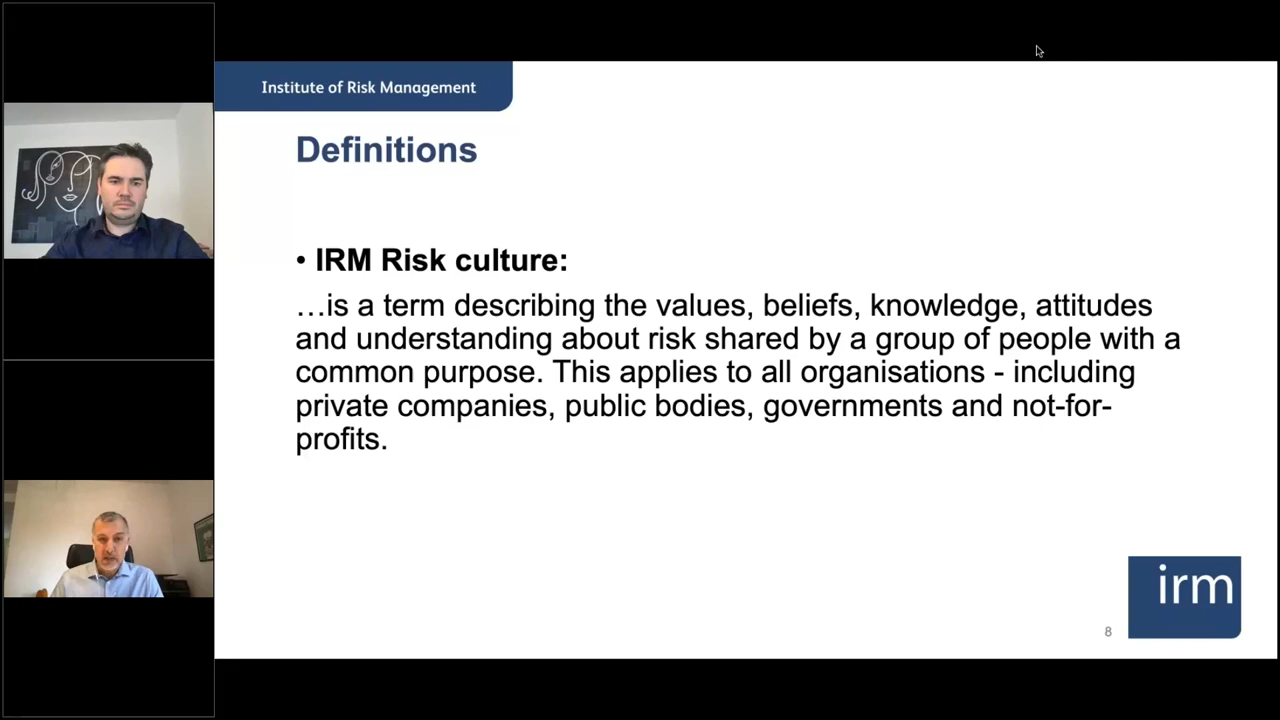 Institute of Risk Management
Definitions
• IRM Risk culture:
…is a term describing the values, beliefs, knowledge, attitudes
and understanding about risk shared by a group of people with a
common purpose. This applies to all organisations - including
private companies, public bodies, governments and not-for-
profits.
irm
8